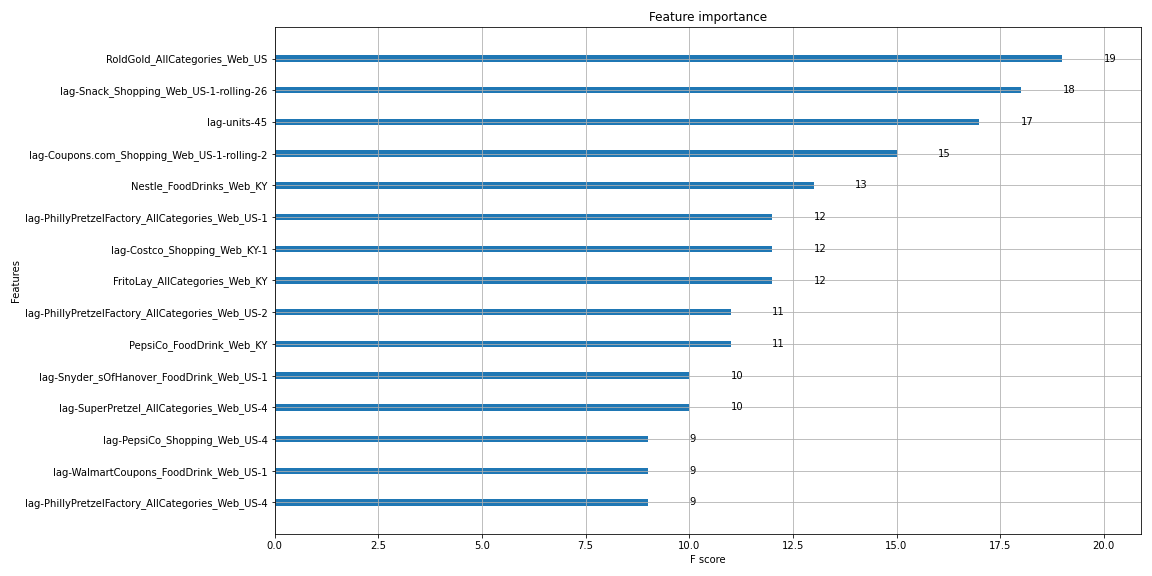 Feature importance
RoldGold_AllCategories_Web_US 19
lag-Snack_Shopping_Web_US-1-rolling-26 18
lag-units-45 17
lag-Coupons.com_Shopping_Web_US-1-rolling-2 15
Nestle_FoodDrinks_Web_KY 13
lag-PhillyPretzelFactory_AllCategories_Web_US-1 12
lag-Costco_Shopping_Web_KY-1 12
FritoLay_AllCategories_Web_KY 12
lag-PhillyPretzelFactory_AllCategories_Web_US-2 11
PepsiCo_FoodDrink_Web_KY 11
lag-Snyder_sOfHanover_FoodDrink_Web_US-1 10
lag-SuperPretzel_AllCategories_Web_US-4 10
lag-PepsiCo_Shopping_Web_US-4 9
lag-WalmartCoupons_FoodDrink_Web_US-1 9
lag-PhillyPretzelFactory_AllCategories_Web_US-4 9
Features
0.0 2.5 5.0 7.5 10.0 12.5 15.0 17.5 20.0
F score